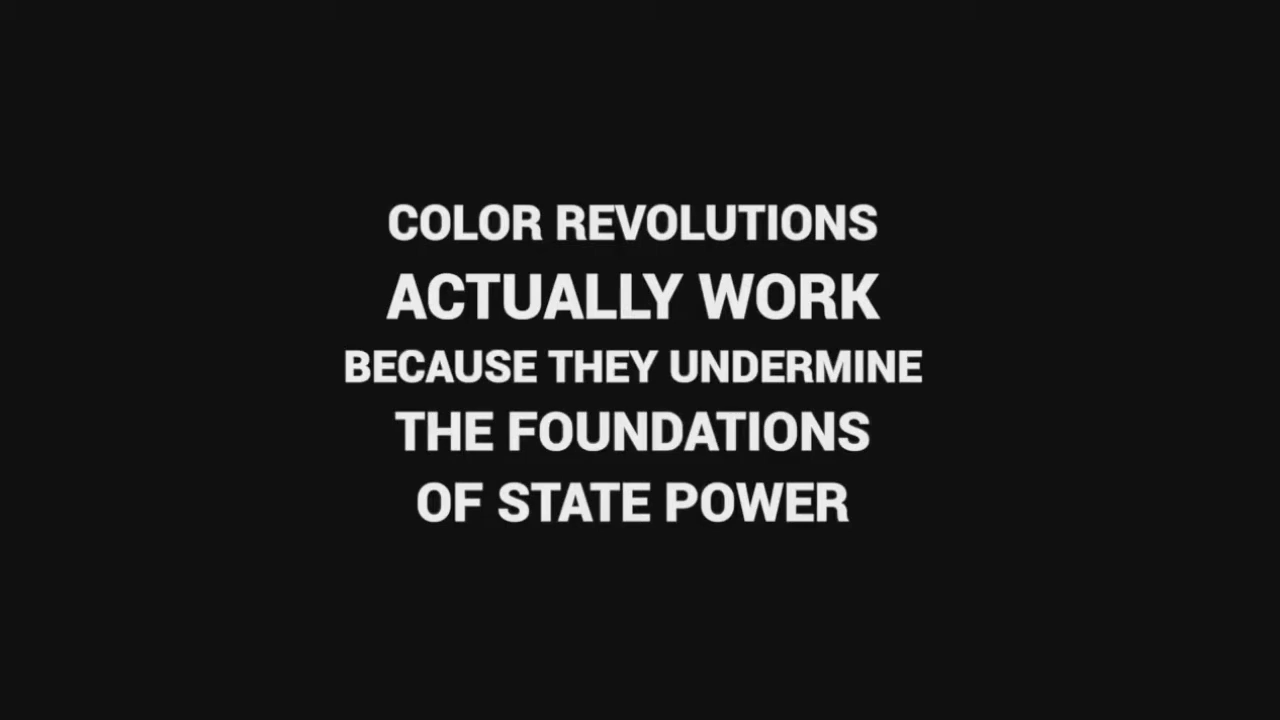 COLOR REVOLUTIONS
ACTUALLY WORK
BECAUSE THEY UNDERMINE
THE FOUNDATIONS
OF STATE POWER